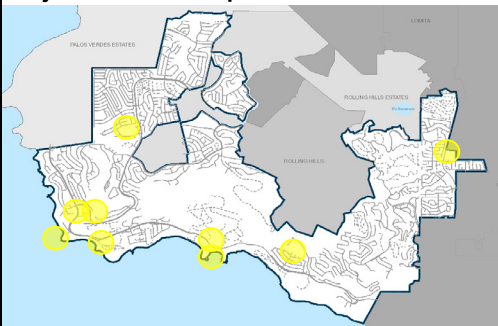 LOMITA
PALOS VERDES ESTATES
ROLLING HILLS ESTATES
ROLLING HILLS